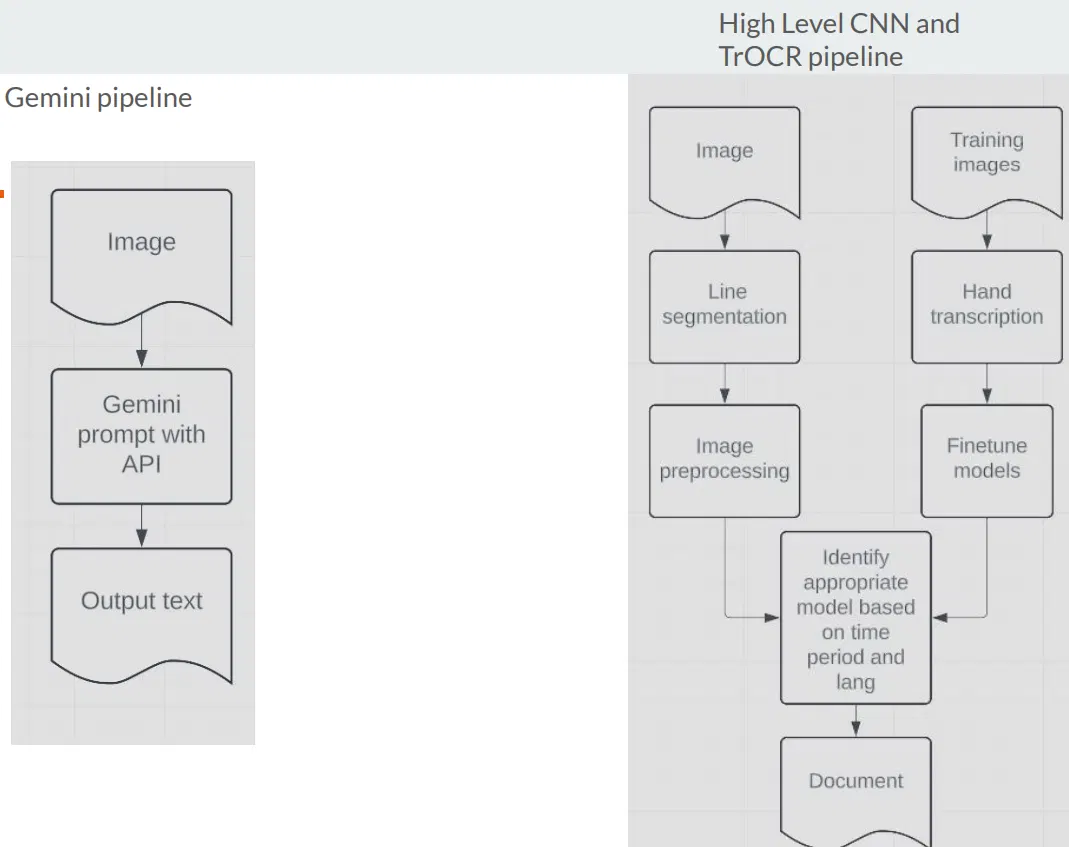 High Level CNN and
TrOCR pipeline
Gemini pipeline
Image
Gemini
prompt with
API
Output text
Image
Line
segmentation
Image
preprocessing
Training
images
Hand
transcription
Finetune
models
Identify
appropriate
model based
on time
period and
lang
Document